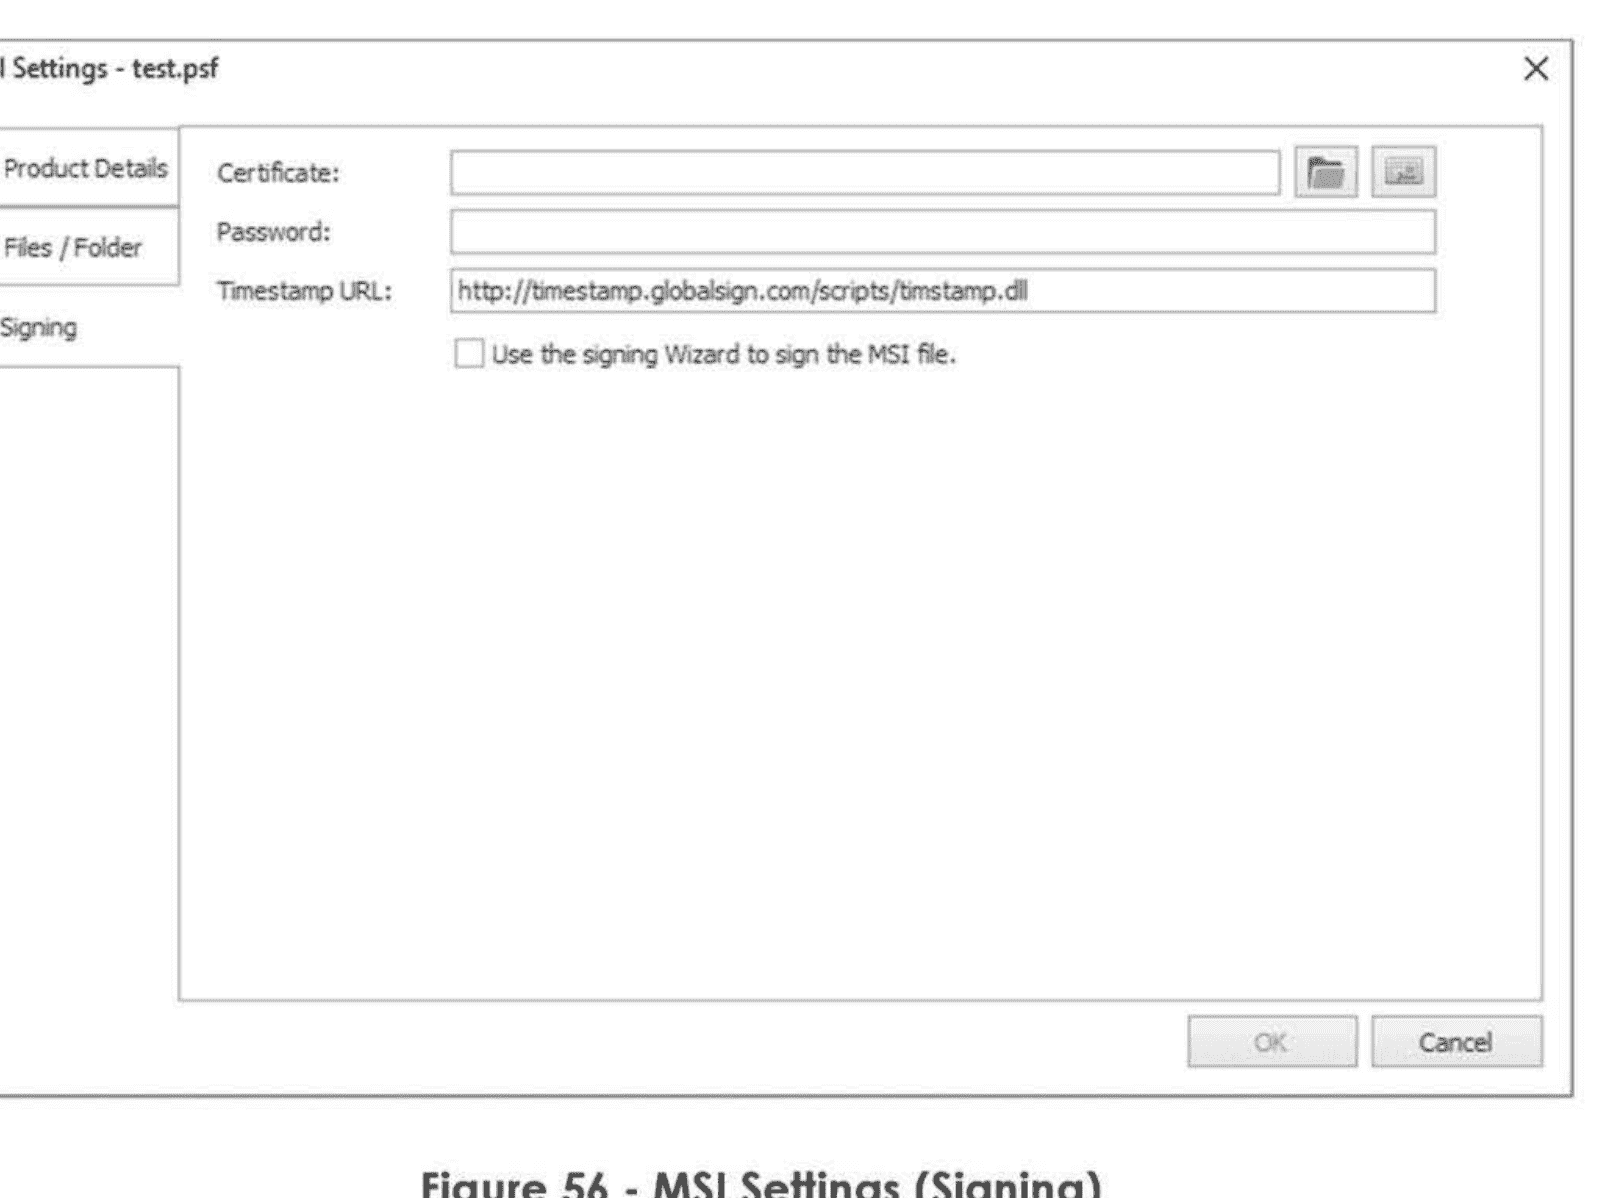 I Settings - test.psf
Product Details
Files / Folder
Signing
Certificate:
Password:
Timestamp URL: http://timestamp.globalsign.com/scripts/timstamp.dll
Use the signing Wizard to sign the MSI file.
OK Cancel
Figure 56 - MSI Settings (Signing)